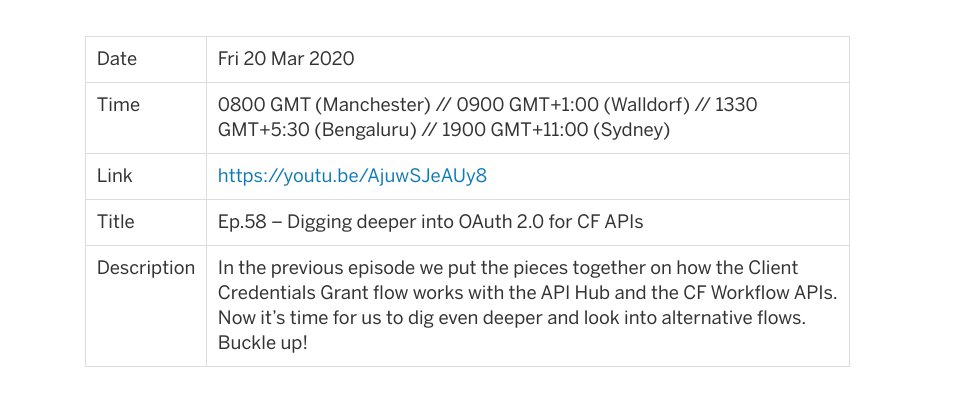 Date
Fri 20 Mar 2020
Time
0800 GMT (Manchester) // 0900 GMT+1:00 (Walldorf) // 1330
GMT+5:30 (Bengaluru) // 1900 GMT+11:00 (Sydney)
Link
https://youtu.be/AjuwSJeAUy8
Title
Ep.58 – Digging deeper into OAuth 2.0 for CF APIs
Description
In the previous episode we put the pieces together on how the Client
Credentials Grant flow works with the API Hub and the CF Workflow APIs.
Now it’s time for us to dig even deeper and look into alternative flows.
Buckle up!